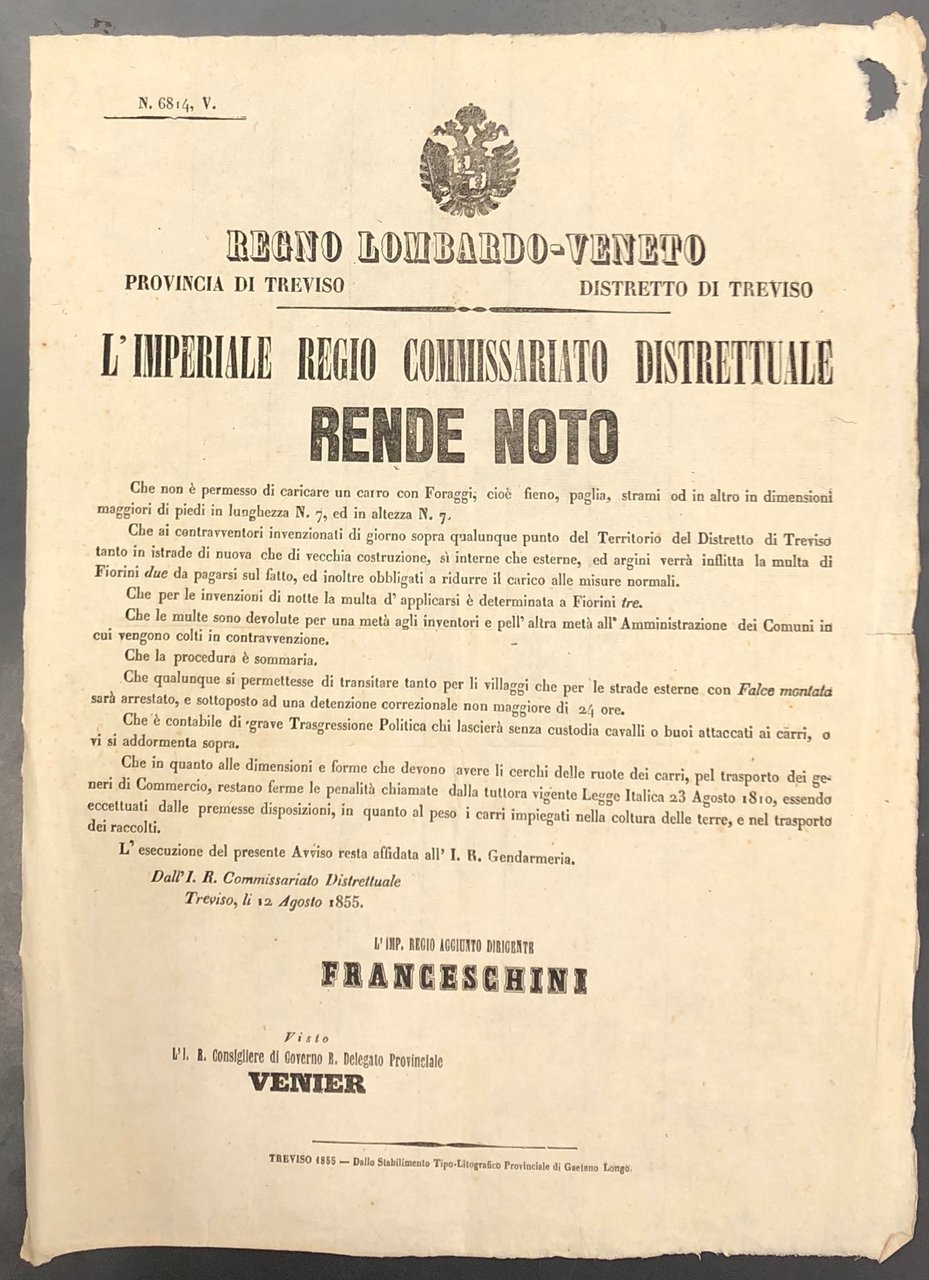 N. 6814, V.
REGNO LOMBARDO-VENETO
PROVINCIA DI TREVISO
DISTRETTO DI TREVISO
L'IMPERIALE REGIO COMMISSARIATO DISTRETTUALE
RENDE NOTO
Che non è permesso di caricare un carro con Foraggi, cioè fieno, paglia, strami od in altro in dimensioni
maggiori di piedi in lunghezza N. 7, ed in altezza N. 7.
Che ai contravventori invenzionati di giorno sopra qualunque punto del Territorio del Distretto di Treviso
tanto in istrade di nuova che di vecchia costruzione, sì interne che esterne, ed argini verrà inflitta la multa di
Fiorini due da pagarsi sul fatto, ed inoltre obbligati a ridurre il carico alle misure normali.
Che per le invenzioni di notte la multa d' applicarsi è determinata a Fiorini tre.
Che le multe sono devolute per una metà agli inventori e pell' altra metà all' Amministrazione dei Comuni in
cui vengono colti in contravvenzione.
Che la procedura è sommaria.
Che qualunque si permettesse di transitare tanto per li villaggi che per le strade esterne con Falce montata
sarà arrestato, e sottoposto ad una detenzione correzionale non maggiore di 24 ore.
Che è contabile di grave Trasgressione Politica chi lascierà senza custodia cavalli o buoi attaccati ai carri, o
vi si addormenta sopra.
Che in quanto alle dimensioni e forme che devono avere li cerchi delle ruote dei carri, pel trasporto dei ge-
neri di Commercio, restano ferme le penalità chiamate dalla tuttora vigente Legge Italica 23 Agosto 1810, essendo
eccettuati dalle premesse disposizioni, in quanto al peso i carri impiegati nella coltura delle terre, e nel trasporto
dei raccolti.
L' esecuzione del presente Avviso resta affidata all' I. R. Gendarmeria.
Dall' I. R. Commissariato Distrettuale
Treviso, li 12 Agosto 1855.
L' IMP. REGIO AGGIUNTO DIRIGENTE
FRANCESCHINI
Visto
L' I. R. Consigliere di Governo R. Delegato Provinciale
VENIER
TREVISO 1855 — Dallo Stabilimento Tipo-Litografico Provinciale di Gaetano Longo.